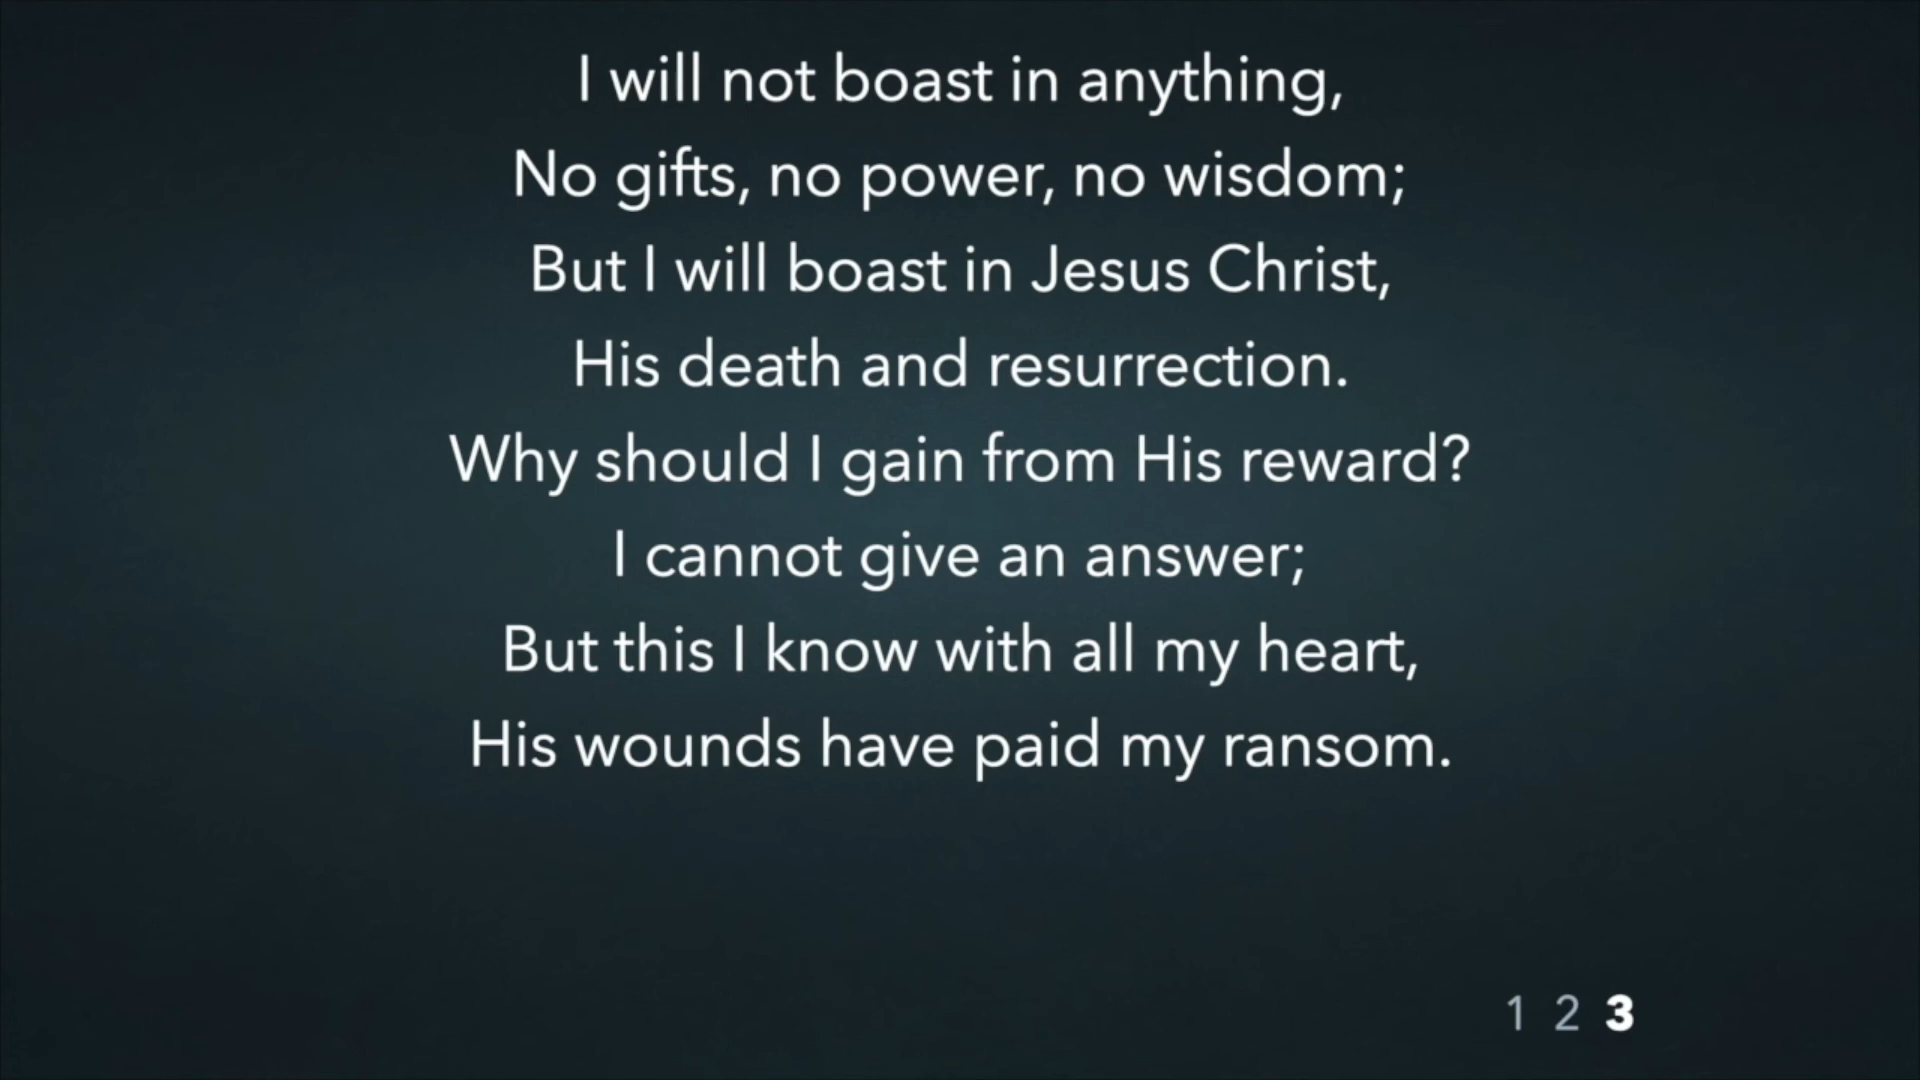 I will not boast in anything,
No gifts, no power, no wisdom;
But I will boast in Jesus Christ,
His death and resurrection.
Why should I gain from His reward?
I cannot give an answer;
But this I know with all my heart,
His wounds have paid my ransom.
1 2 3